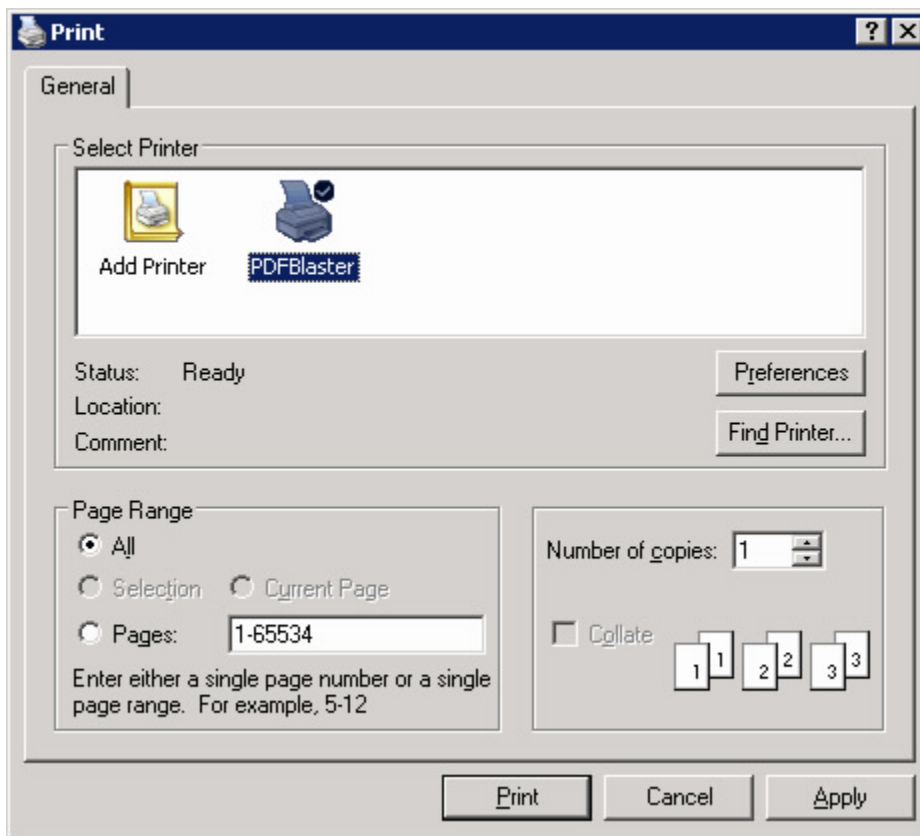 Print
General
Select Printer
Add Printer
PDFBlaster
Status: Ready
Preferences
Location:
Comment:
Find Printer...
Page Range
All
Selection
Current Page
Pages: 1-65534
Enter either a single page number or a single
page range. For example, 5-12
Number of copies: 1
Collate
1 1 2 2 3 3
Print
Cancel
Apply